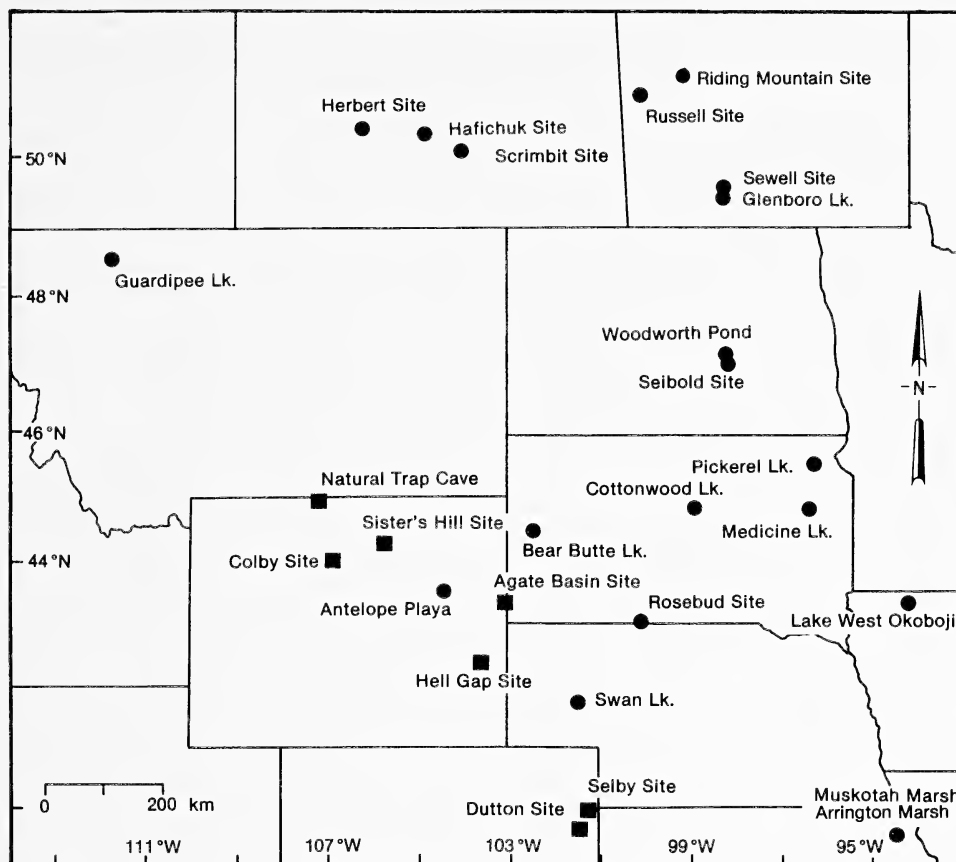 Riding Mountain Site
Herbert Site
Russell Site
Hafichuk Site
50°N
Scrimbit Site
Sewell Site
Glenboro Lk.
Guardipee Lk.
48°N
Woodworth Pond
Seibold Site
-N-
46°N
Pickerel Lk.
Natural Trap Cave
Cottonwood Lk.
Sister's Hill Site
Medicine Lk.
Bear Butte Lk.
44°N
Colby Site
Agate Basin Site
Antelope Playa
Rosebud Site
Lake West Okoboji
Hell Gap Site
Swan Lk.
0 200 km
Selby Site
Dutton Site
Muskotah Marsh
Arrington Marsh
111°W 107°W 103°W 99°W 95°W